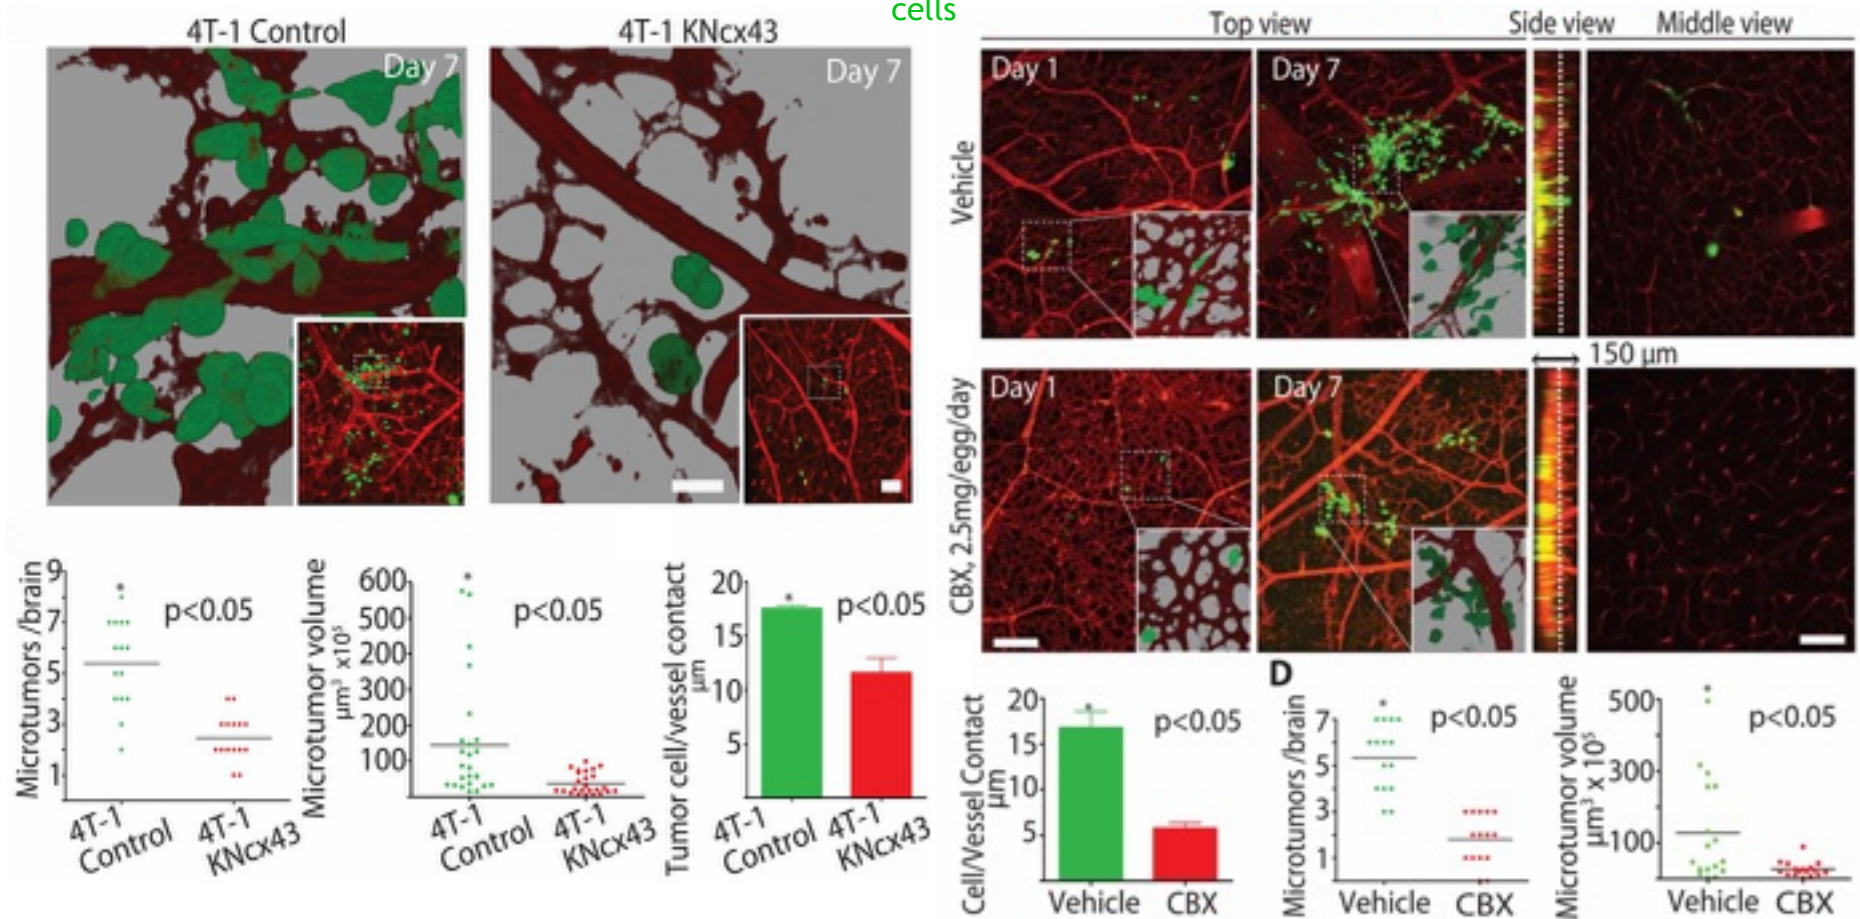 cells
4T-1 Control
4T-1 KNcx43
Day 7
Day 7
Top view
Side view
Middle view
Vehicle
Day 1
Day 7
150 µm
CBX, 2.5mg/egg/day
Day 1
Day 7
Microtumors /brain
9
7
5
3
1
*
p<0.05
4T-1
Control
4T-1
KNcx43
Microtumor volume
µm³ x10⁵
600
500
200
300
200
100
*
p<0.05
4T-1
Control
4T-1
KNcx43
Tumor cell/vessel contact
µm
20
15
10
5
*
p<0.05
4T-1
Control
4T-1
KNcx43
Cell/Vessel Contact
µm
20
15
10
5
*
p<0.05
Vehicle
CBX
D
Microtumors /brain
7
5
3
1
*
p<0.05
Vehicle
CBX
Microtumor volume
µm³ x 10⁵
500
300
100
*
p<0.05
Vehicle
CBX